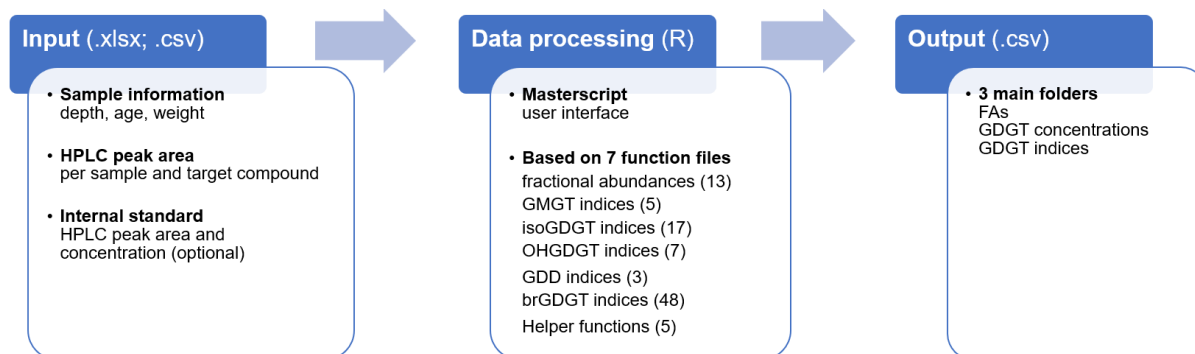 Input (.xlsx; .csv)
• Sample information
depth, age, weight
• HPLC peak area
per sample and target compound
• Internal standard
HPLC peak area and
concentration (optional)
Data processing (R)
• Masterscript
user interface
• Based on 7 function files
fractional abundances (13)
GMGT indices (5)
isoGDGT indices (17)
OHGDGT indices (7)
GDD indices (3)
brGDGT indices (48)
Helper functions (5)
Output (.csv)
• 3 main folders
FAs
GDGT concentrations
GDGT indices